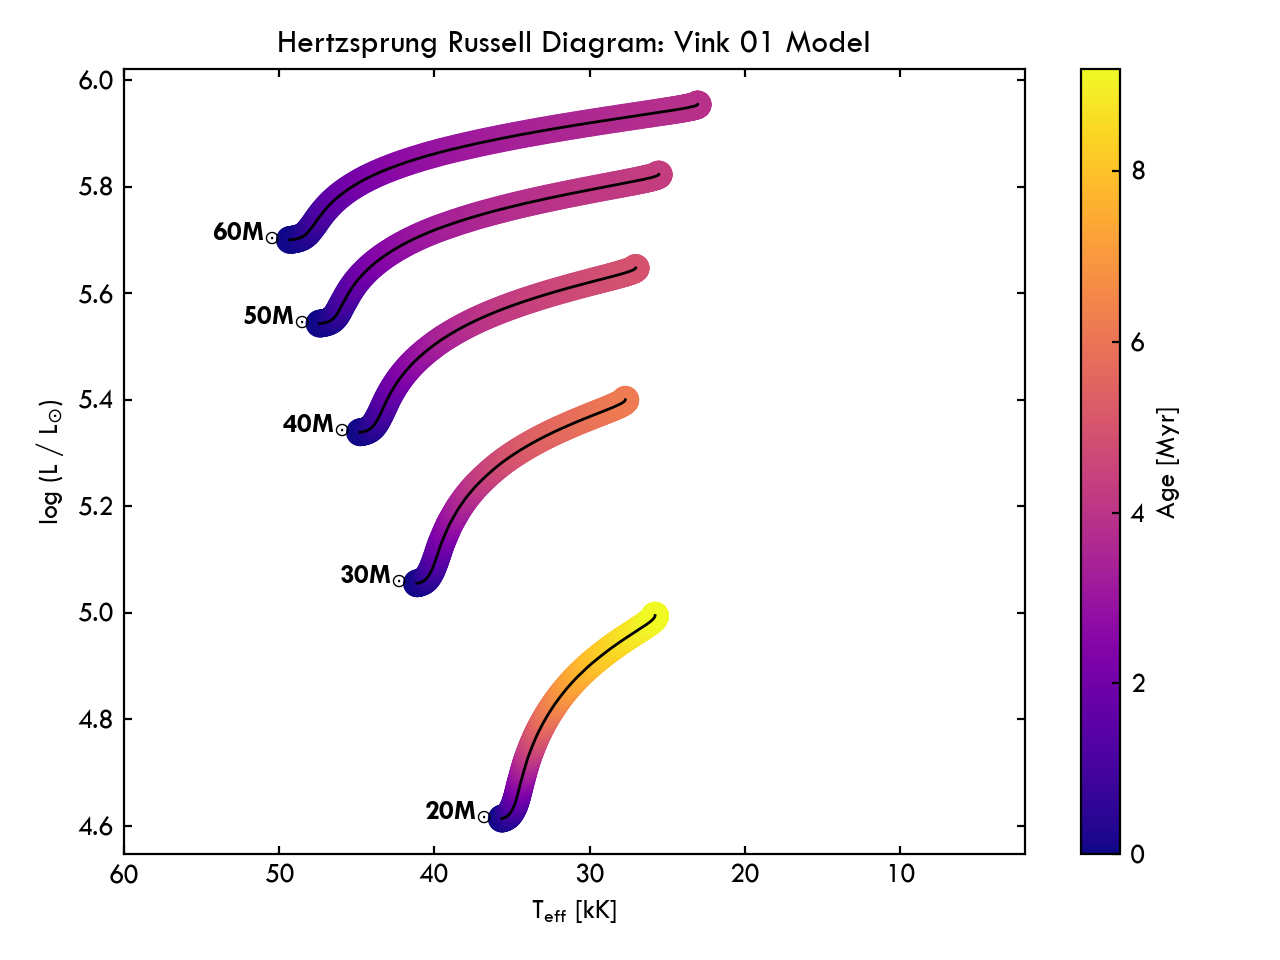 Hertzsprung Russell Diagram: Vink 01 Model
6.0
5.8
5.6
5.4
5.2
5.0
4.8
4.6
log (L / L☉)
60M☉
50M☉
40M☉
30M☉
20M☉
60
50
40
30
20
10
T_eff [kK]
8
6
4
2
0
Age [Myr]